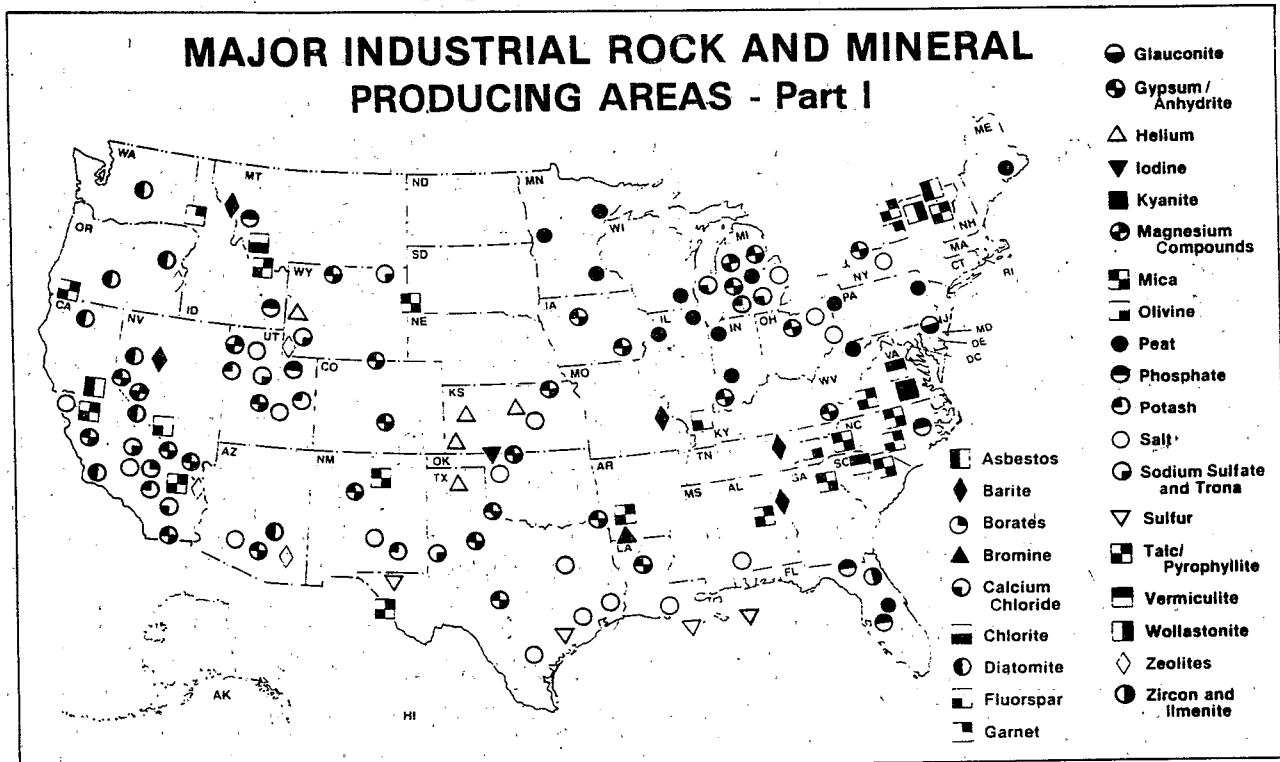 MAJOR INDUSTRIAL ROCK AND MINERAL
PRODUCING AREAS - Part I
WA
MT
ND
MN
ME
OR
ID
WY
SD
WI
MI
NH
MA
CT
RI
NY
CA
NV
UT
CO
NE
IA
IL
IN
OH
PA
NJ
MD
DE
DC
VA
WV
KS
MO
KY
AZ
NM
OK
TX
AR
TN
NC
SC
GA
MS
AL
LA
FL
AK
HI
Asbestos
Barite
Borates
Bromine
Calcium
Chloride
Chlorite
Diatomite
Fluorspar
Garnet
Glauconite
Gypsum /
Anhydrite
Helium
Iodine
Kyanite
Magnesium
Compounds
Mica
Olivine
Peat
Phosphate
Potash
Salt
Sodium Sulfate
and Trona
Sulfur
Talc/
Pyrophyllite
Vermiculite
Wollastonite
Zeolites
Zircon and
Ilmenite